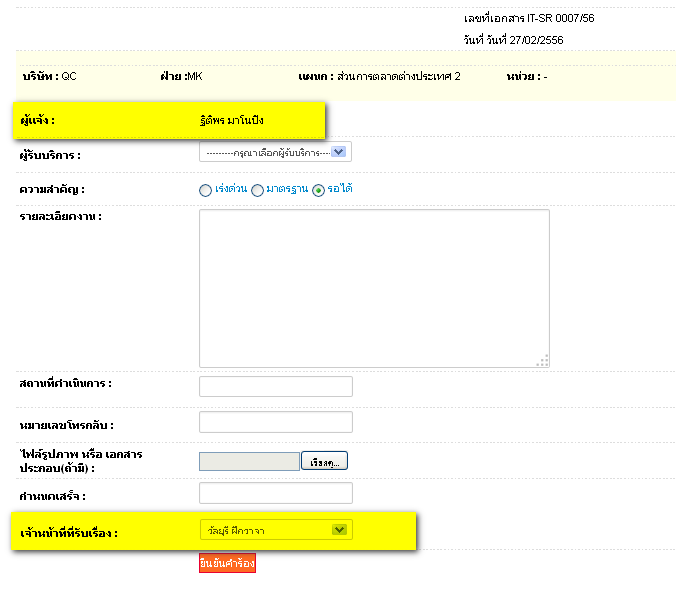 เลขที่เอกสาร IT-SR 0007/56
วันที่ วันที่ 27/02/2556
บริษัท : QC ฝ่าย :MK แผนก : ส่วนการตลาดต่างประเทศ 2 หน่วย : -
ผู้แจ้ง : ฐิติพร มาโนปัง
ผู้รับบริการ : ---------กรุณาเลือกผู้รับบริการ----
ความสำคัญ : เร่งด่วน มาตรฐาน รอได้
รายละเอียดงาน :
สถานที่ดำเนินการ :
หมายเลขโทรกลับ :
ไฟล์รูปภาพ หรือ เอกสาร
ประกอบ(ถ้ามี) : เรียกดู...
กำหนดเสร็จ :
เจ้าหน้าที่ที่รับเรื่อง : วัลยุรี
ยืนยันคำร้อง